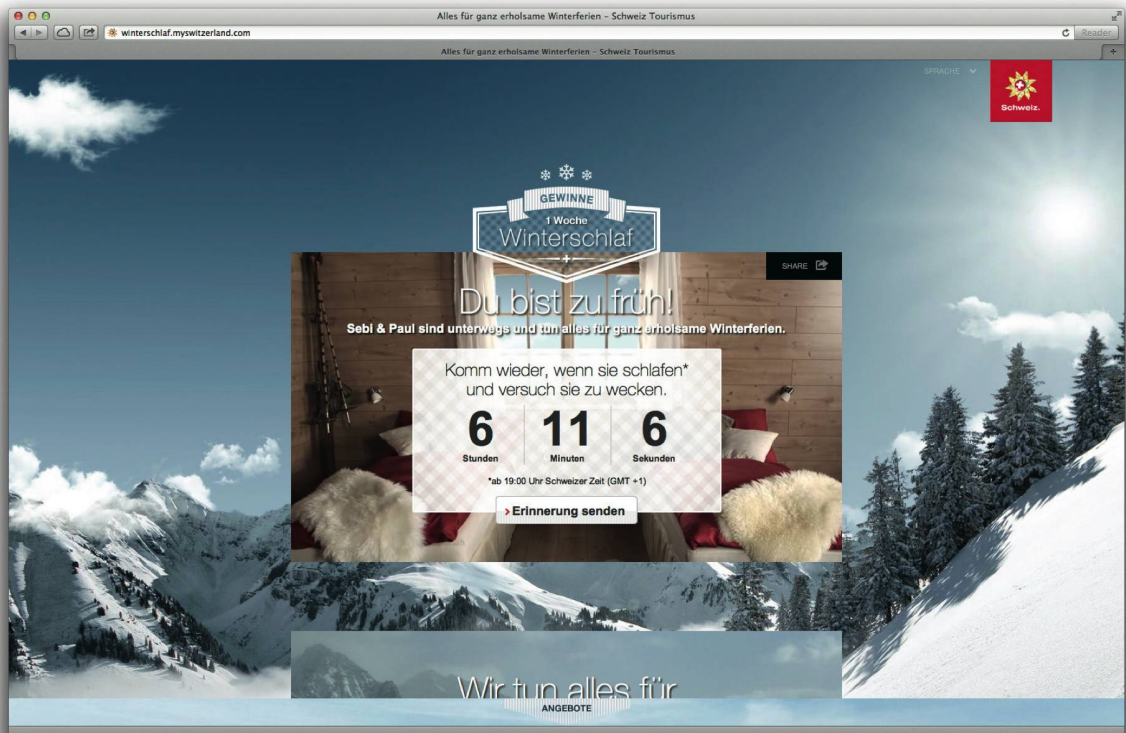 Alles für ganz erholsame Winterferien – Schweiz Tourismus
winterschlaf.myswitzerland.com
Reader
Alles für ganz erholsame Winterferien – Schweiz Tourismus
SPRACHE
Schweiz.
GEWINNE
1 Woche
Winterschlaf
SHARE
Du bist zu früh!
Sebi & Paul sind unterwegs und tun alles für ganz erholsame Winterferien.
Komm wieder, wenn sie schlafen*
und versuch sie zu wecken.
6 11 6
Stunden Minuten Sekunden
*ab 19:00 Uhr Schweizer Zeit (GMT +1)
Erinnerung senden
Wir tun alles für
ANGEBOTE